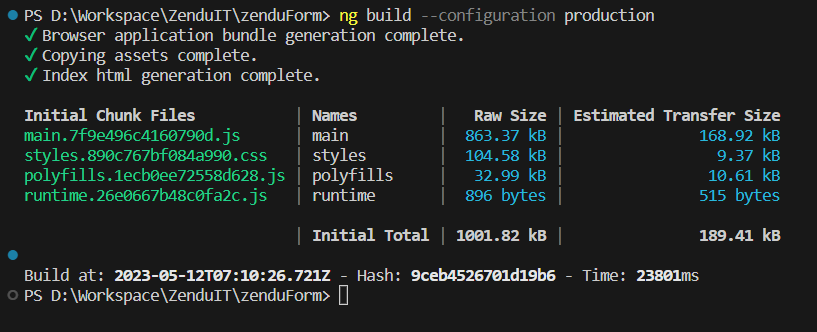 PS D:\Workspace\ZenduIT\zenduForm> ng build --configuration production
✓ Browser application bundle generation complete.
✓ Copying assets complete.
✓ Index html generation complete.
Initial Chunk Files | Names | Raw Size | Estimated Transfer Size
main.7f9e496c4160790d.js | main | 863.37 kB | 168.92 kB
styles.890c767bf084a990.css | styles | 104.58 kB | 9.37 kB
polyfills.1ecb0ee72558d628.js | polyfills | 32.99 kB | 10.61 kB
runtime.26e0667b48c0fa2c.js | runtime | 896 bytes | 515 bytes
| Initial Total | 1001.82 kB | 189.41 kB
Build at: 2023-05-12T07:10:26.721Z - Hash: 9ceb4526701d19b6 - Time: 23801ms
PS D:\Workspace\ZenduIT\zenduForm>